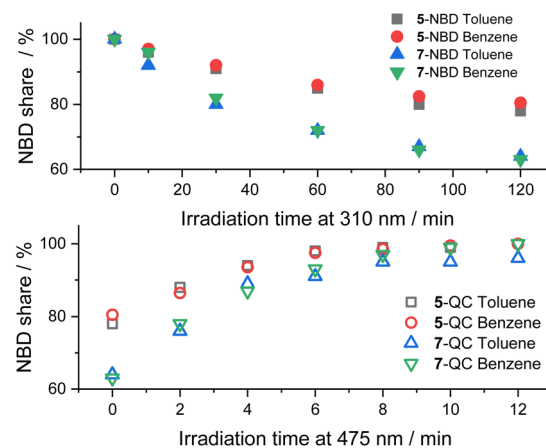 NBD share / %
100
80
60
5-NBD Toluene
5-NBD Benzene
7-NBD Toluene
7-NBD Benzene
0 20 40 60 80 100 120
Irradiation time at 310 nm / min
NBD share / %
100
80
60
5-QC Toluene
5-QC Benzene
7-QC Toluene
7-QC Benzene
0 2 4 6 8 10 12
Irradiation time at 475 nm / min